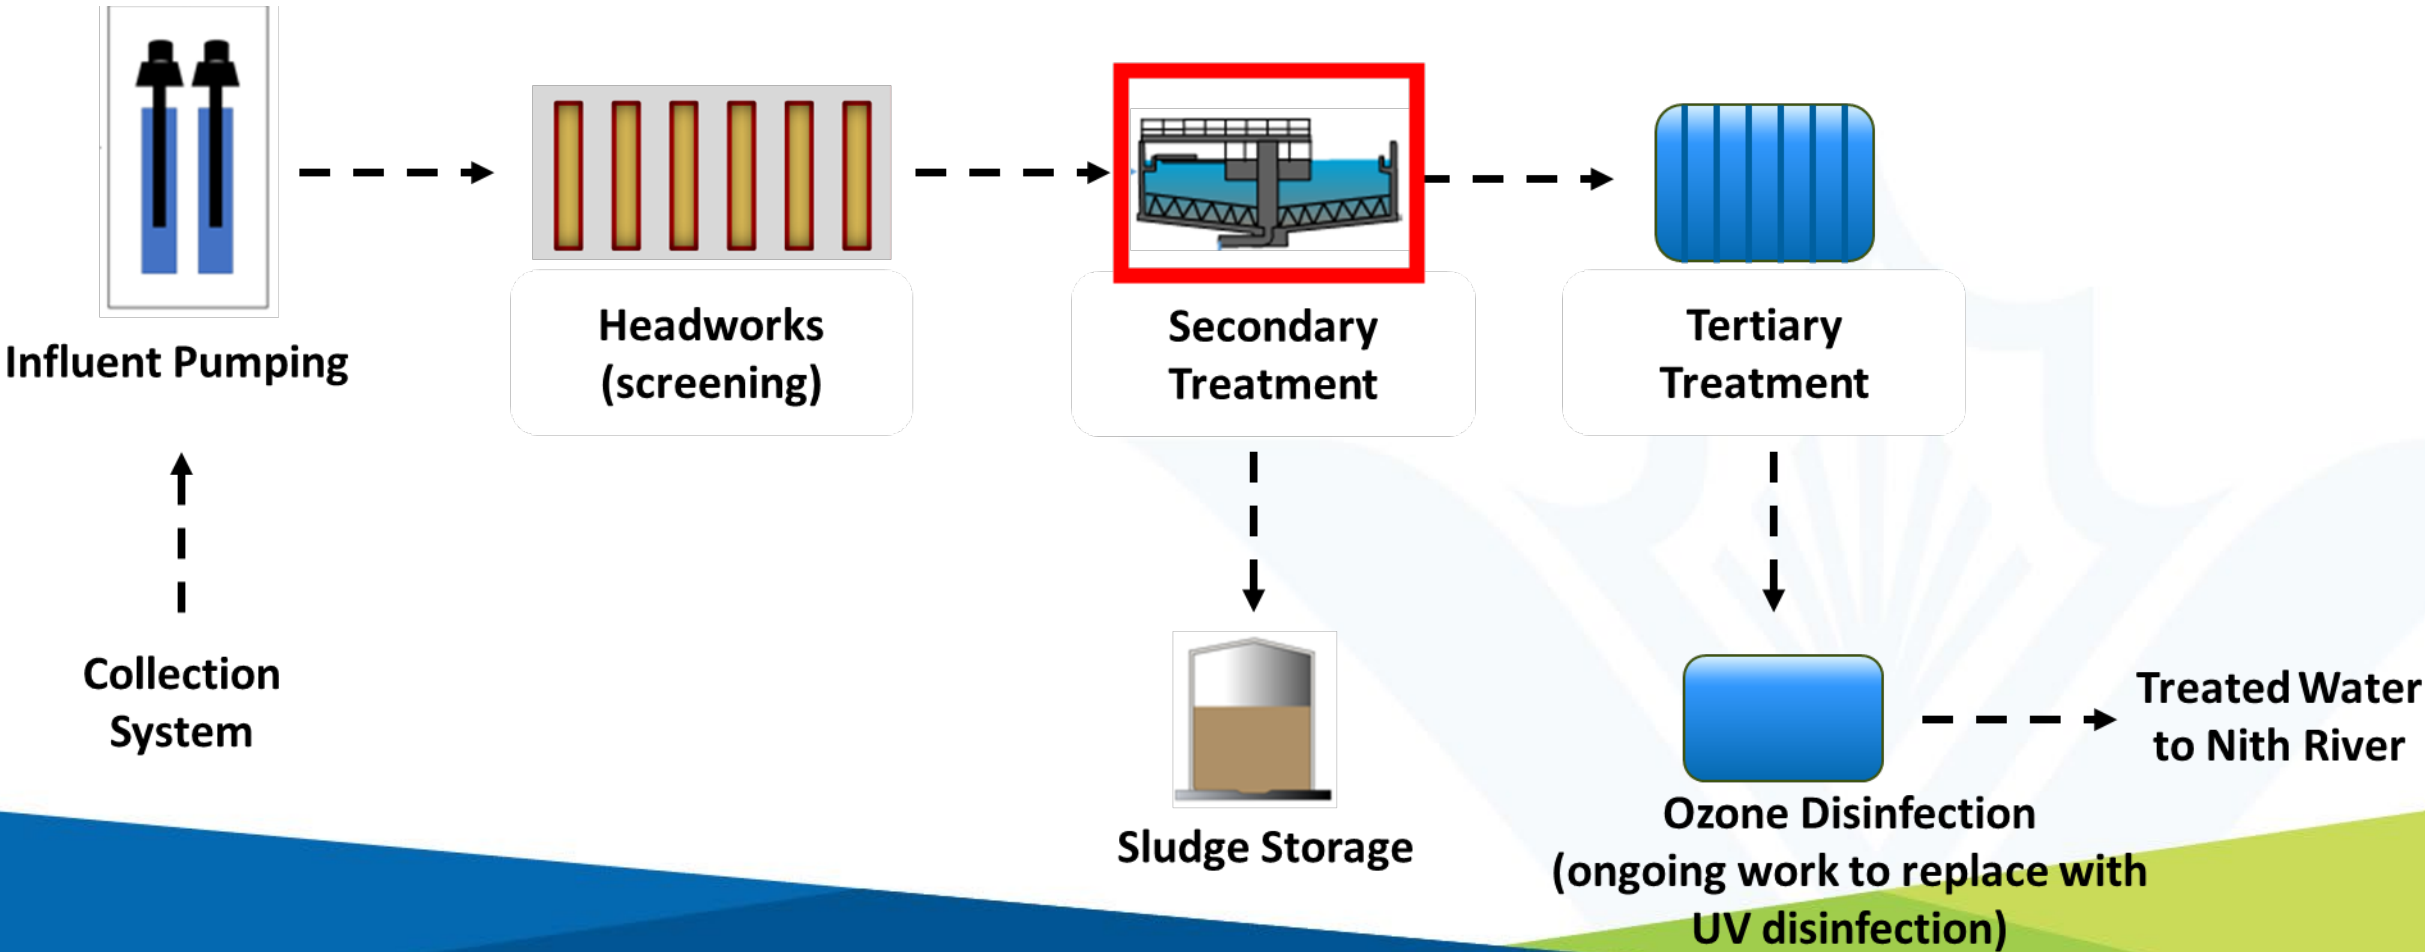 Influent Pumping
Headworks
(screening)
Secondary
Treatment
Tertiary
Treatment
Collection
System
Sludge Storage
Ozone Disinfection
(ongoing work to replace with
UV disinfection)
Treated Water
to Nith River